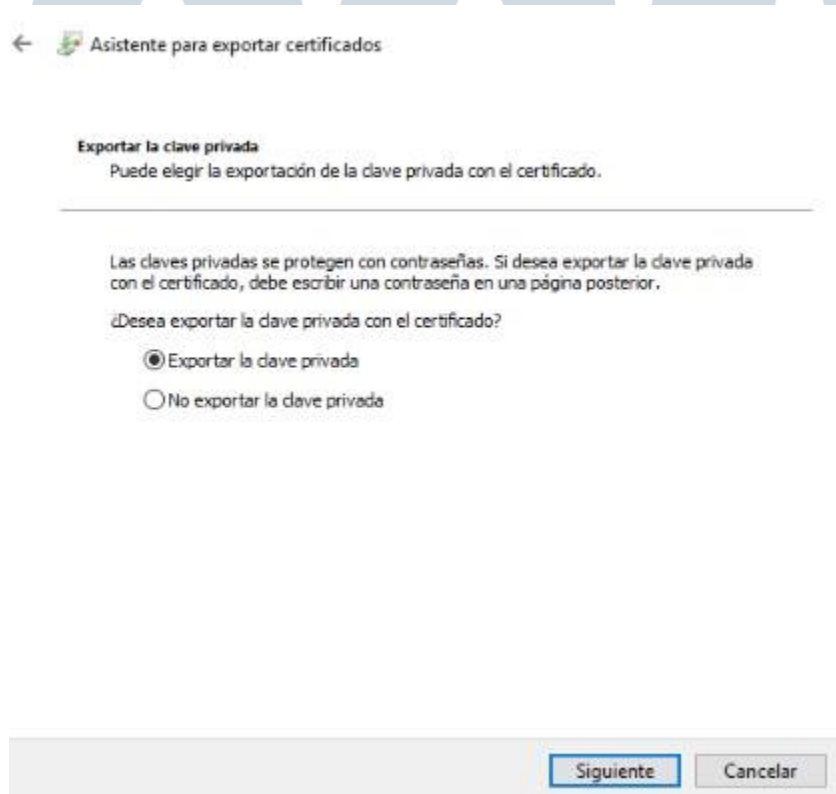 Asistente para exportar certificados
Exportar la clave privada
Puede elegir la exportación de la clave privada con el certificado.
Las claves privadas se protegen con contraseñas. Si desea exportar la clave privada
con el certificado, debe escribir una contraseña en una página posterior.
¿Desea exportar la clave privada con el certificado?
Exportar la clave privada
No exportar la clave privada
Siguiente
Cancelar